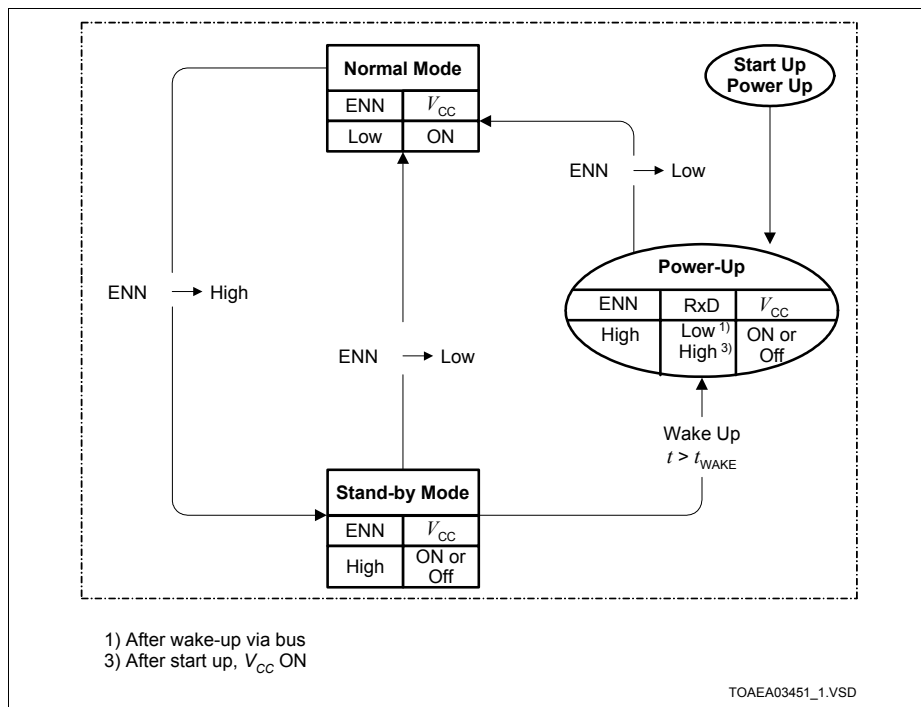 Normal Mode
ENN V_CC
Low ON
Start Up
Power Up
ENN → Low
Power-Up
ENN RxD V_CC
High Low 1) High 3) ON or Off
ENN → High
ENN → Low
Wake Up
t > t_WAKE
Stand-by Mode
ENN V_CC
High ON or Off
1) After wake-up via bus
3) After start up, V_CC ON
TOAEA03451_1.VSD